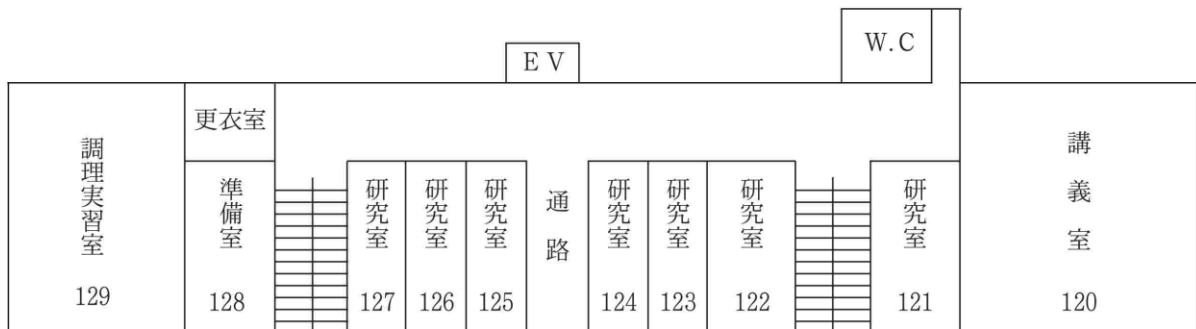 EV
W.C
更衣室
調理実習室
129
準備室
128
研究室
127
研究室
126
研究室
125
通路
研究室
124
研究室
123
研究室
122
研究室
121
講義室
120